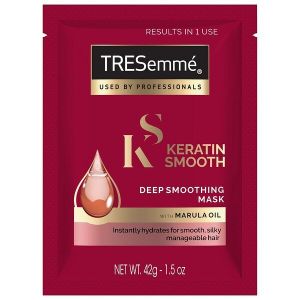 RESULTS IN 1 USE
TRESemmé®
USED BY PROFESSIONALS
KS
KERATIN
SMOOTH
DEEP SMOOTHING
MASK
WITH MARULA OIL
Instantly hydrates for smooth, silky
manageable hair
NET WT. 42g - 1.5 oz